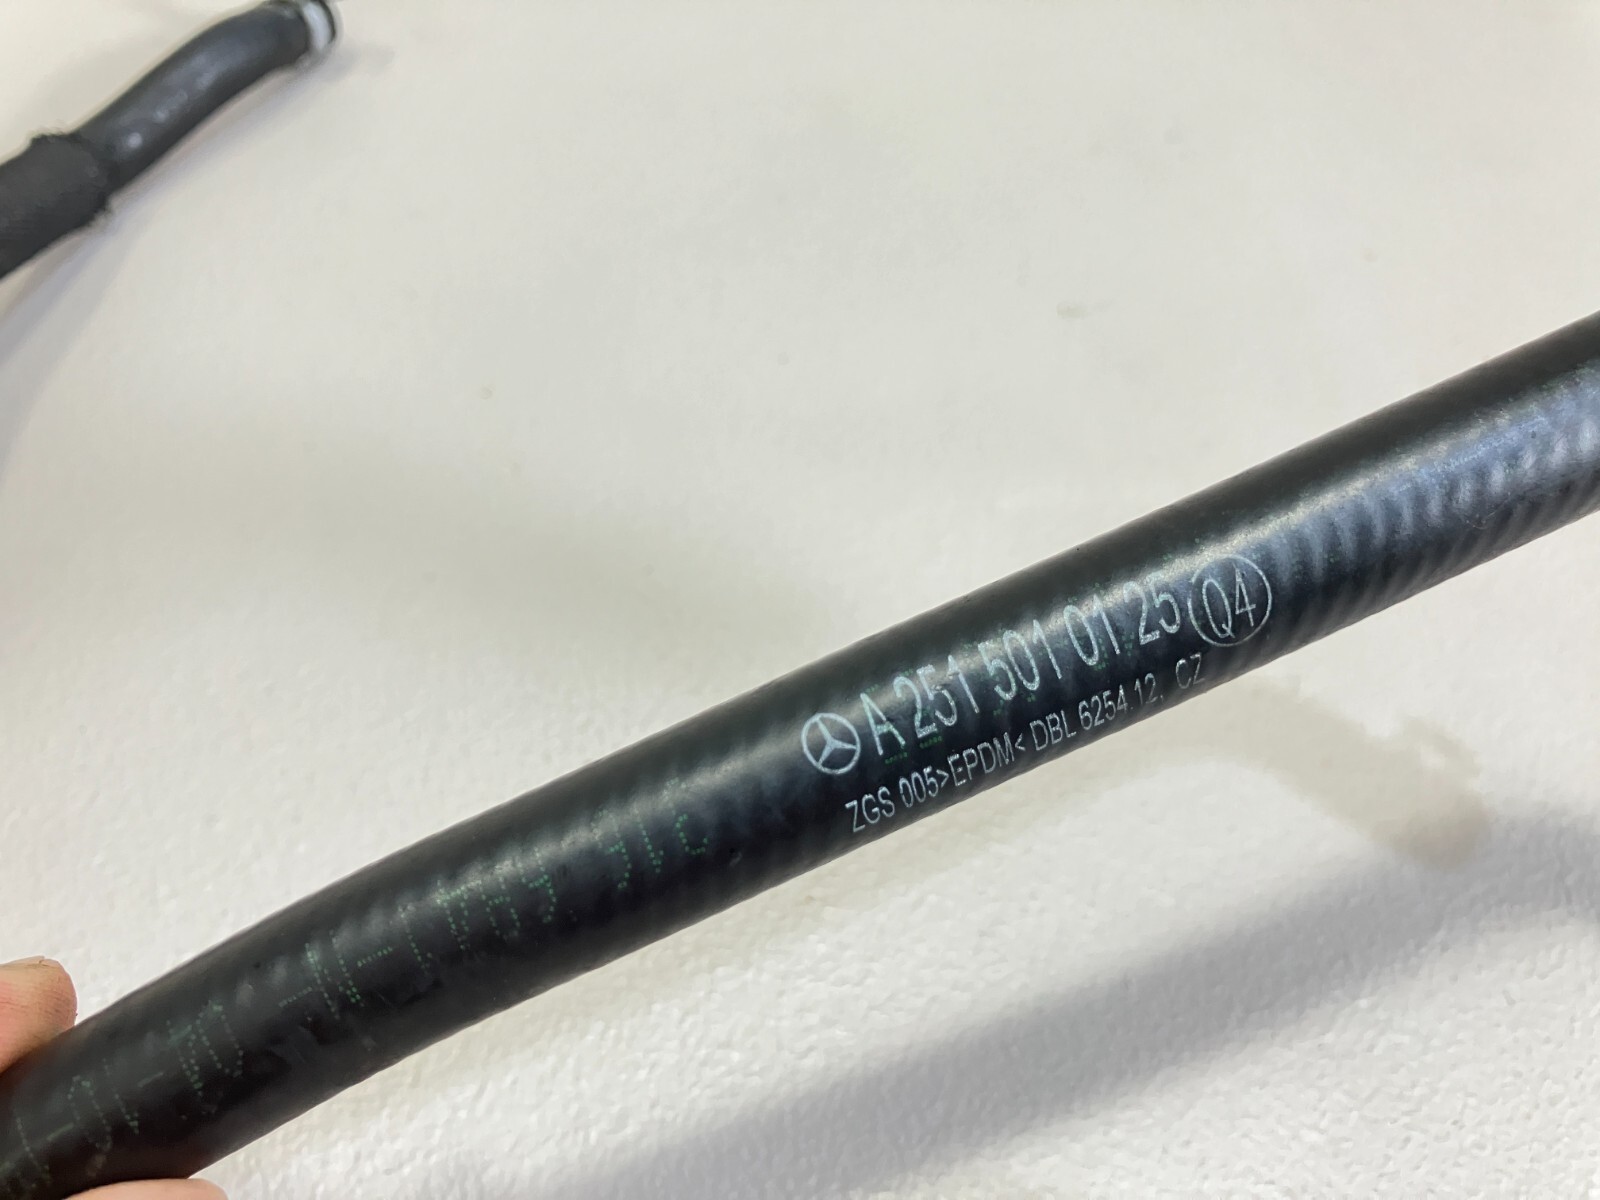 A 251 501 01 25 Q4
ZGS 005>EPDM< DBL 6254.12. CZ